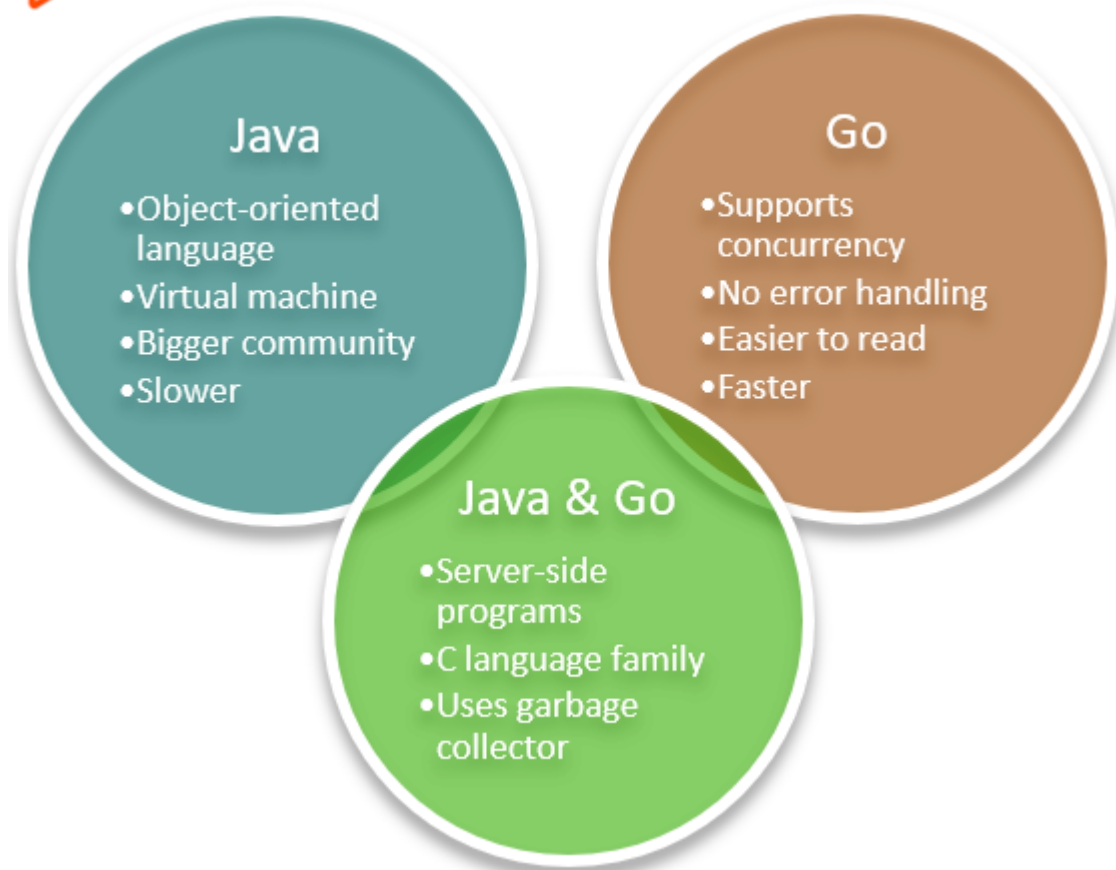 Java
•Object-oriented
language
•Virtual machine
•Bigger community
•Slower
Go
•Supports
concurrency
•No error handling
•Easier to read
•Faster
Java & Go
•Server-side
programs
•C language family
•Uses garbage
collector